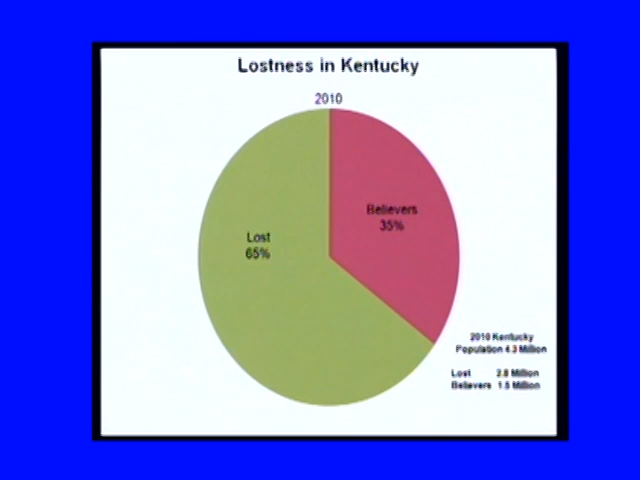 Lostness in Kentucky
2010
Believers
35%
Lost
65%
2010 Kentucky
Population 4.3 Million
Lost 2.8 Million
Believers 1.5 Million